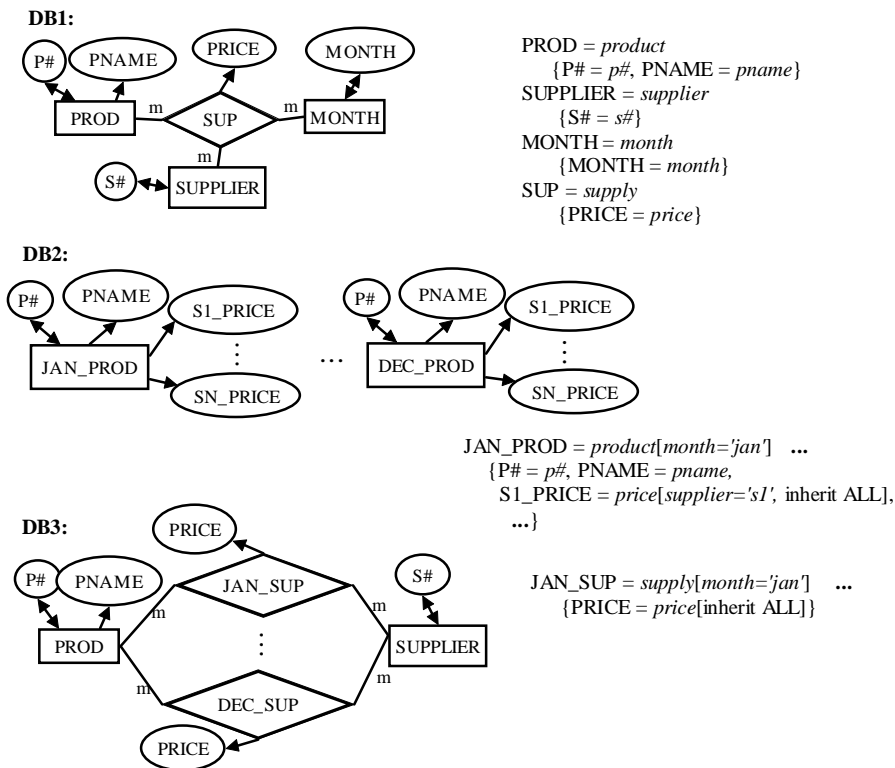 DB1:
P#
PNAME
PRICE
MONTH
PROD
m
SUP
m
MONTH
m
S#
SUPPLIER
PROD = product
{P# = p#, PNAME = pname}
SUPPLIER = supplier
{S# = s#}
MONTH = month
{MONTH = month}
SUP = supply
{PRICE = price}
DB2:
P#
PNAME
S1_PRICE
JAN_PROD
⋮
SN_PRICE
...
P#
PNAME
S1_PRICE
DEC_PROD
⋮
SN_PRICE
JAN_PROD = product[month='jan'] ...
{P# = p#, PNAME = pname,
S1_PRICE = price[supplier='s1', inherit ALL],
...}
DB3:
PRICE
P#
PNAME
JAN_SUP
S#
m
m
PROD
⋮
SUPPLIER
m
m
DEC_SUP
PRICE
JAN_SUP = supply[month='jan'] ...
{PRICE = price[inherit ALL]}